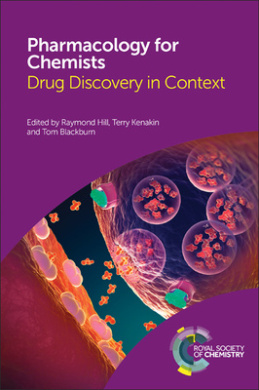 Pharmacology for
Chemists
Drug Discovery in Context
Edited by Raymond Hill, Terry Kenakin
and Tom Blackburn
ROYAL SOCIETY
OF CHEMISTRY